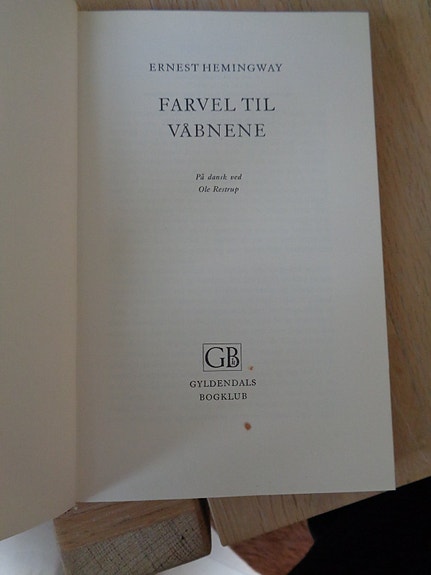 ERNEST HEMINGWAY
FARVEL TIL
VÅBNENE
På dansk ved
Ole Restrup
GB
GYLDENDALS
BOGKLUB